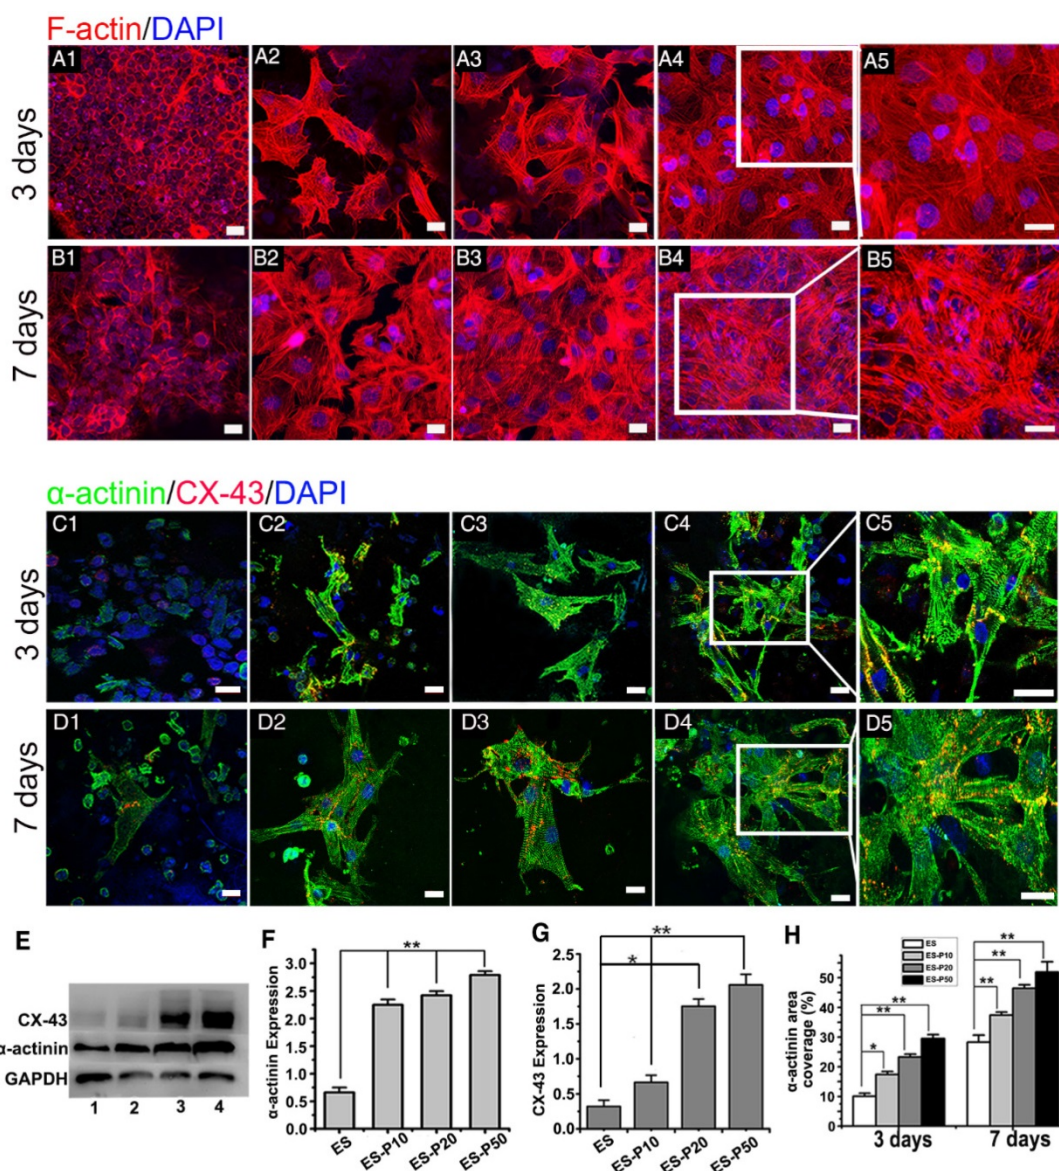 F-actin/DAPI
3 days
A1 A2 A3 A4 A5
7 days
B1 B2 B3 B4 B5
α-actinin/CX-43/DAPI
3 days
C1 C2 C3 C4 C5
7 days
D1 D2 D3 D4 D5
E
CX-43
α-actinin
GAPDH
1 2 3 4
F
α-actinin Expression
3.0
2.5
2.0
1.5
1.0
0.5
0.0
**
ES ES-P10 ES-P20 ES-P50
G
CX-43 Expression
2.5
2.0
1.5
1.0
0.5
0.0
**
*
ES ES-P10 ES-P20 ES-P50
H
α-actinin area
coverage (%)
50
40
30
20
10
0
ES
ES-P10
ES-P20
ES-P50
*
**
**
**
**
**
3 days 7 days